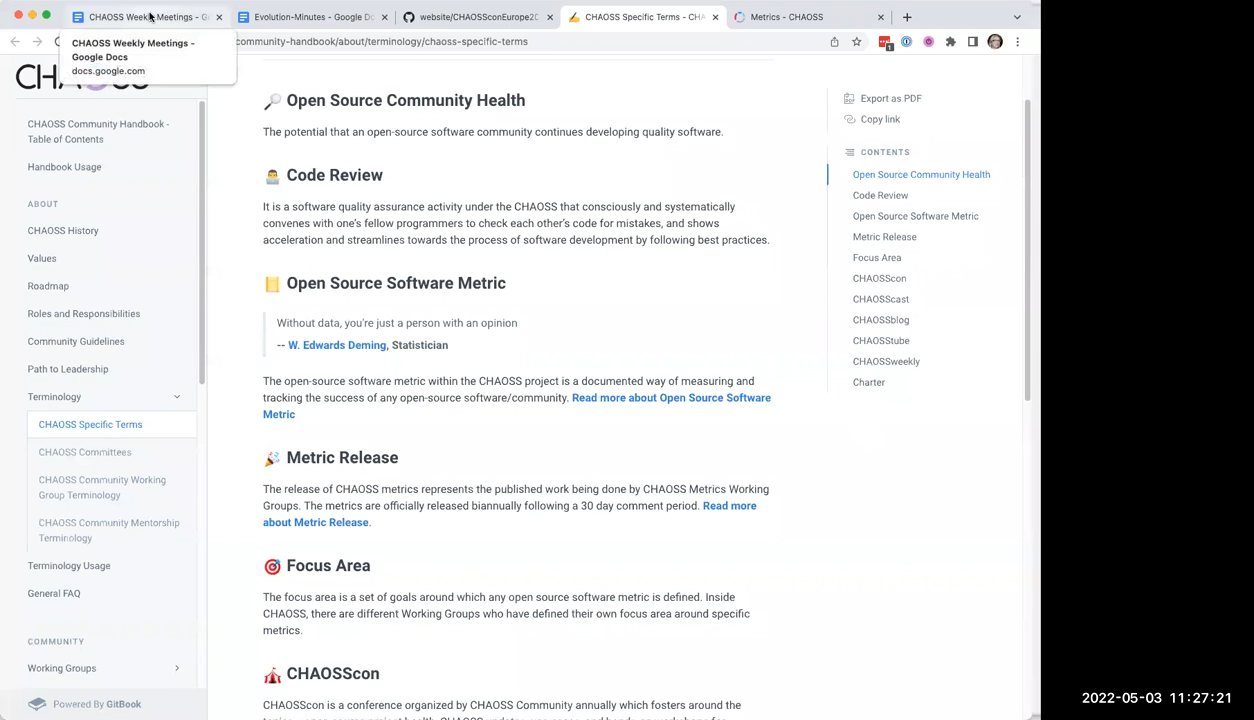 CHAOSS Weekly Meetings - G
Evolution-Minutes - Google Do
website/CHAOSSconEurope20
CHAOSS Specific Terms - CHA
Metrics - CHAOSS
CHAOSS Weekly Meetings -
Google Docs
docs.google.com
community-handbook/about/terminology/chaoss-specific-terms
1
CHAOSS Community Handbook -
Table of Contents
Handbook Usage
ABOUT
CHAOSS History
Values
Roadmap
Roles and Responsibilities
Community Guidelines
Path to Leadership
Terminology
CHAOSS Specific Terms
CHAOSS Committees
CHAOSS Community Working
Group Terminology
CHAOSS Community Mentorship
Terminology
Terminology Usage
General FAQ
COMMUNITY
Working Groups
Powered By GitBook
Open Source Community Health
The potential that an open-source software community continues developing quality software.
Code Review
It is a software quality assurance activity under the CHAOSS that consciously and systematically
convenes with one's fellow programmers to check each other's code for mistakes, and shows
acceleration and streamlines towards the process of software development by following best practices.
Open Source Software Metric
Without data, you're just a person with an opinion
-- W. Edwards Deming, Statistician
The open-source software metric within the CHAOSS project is a documented way of measuring and
tracking the success of any open-source software/community. Read more about Open Source Software
Metric
Metric Release
The release of CHAOSS metrics represents the published work being done by CHAOSS Metrics Working
Groups. The metrics are officially released biannually following a 30 day comment period. Read more
about Metric Release.
Focus Area
The focus area is a set of goals around which any open source software metric is defined. Inside
CHAOSS, there are different Working Groups who have defined their own focus area around specific
metrics.
CHAOSScon
CHAOSScon is a conference organized by CHAOSS Community annually which fosters around the
Export as PDF
Copy link
CONTENTS
Open Source Community Health
Code Review
Open Source Software Metric
Metric Release
Focus Area
CHAOSScon
CHAOSScast
CHAOSSblog
CHAOSStube
CHAOSSweekly
Charter
2022-05-03 11:27:21